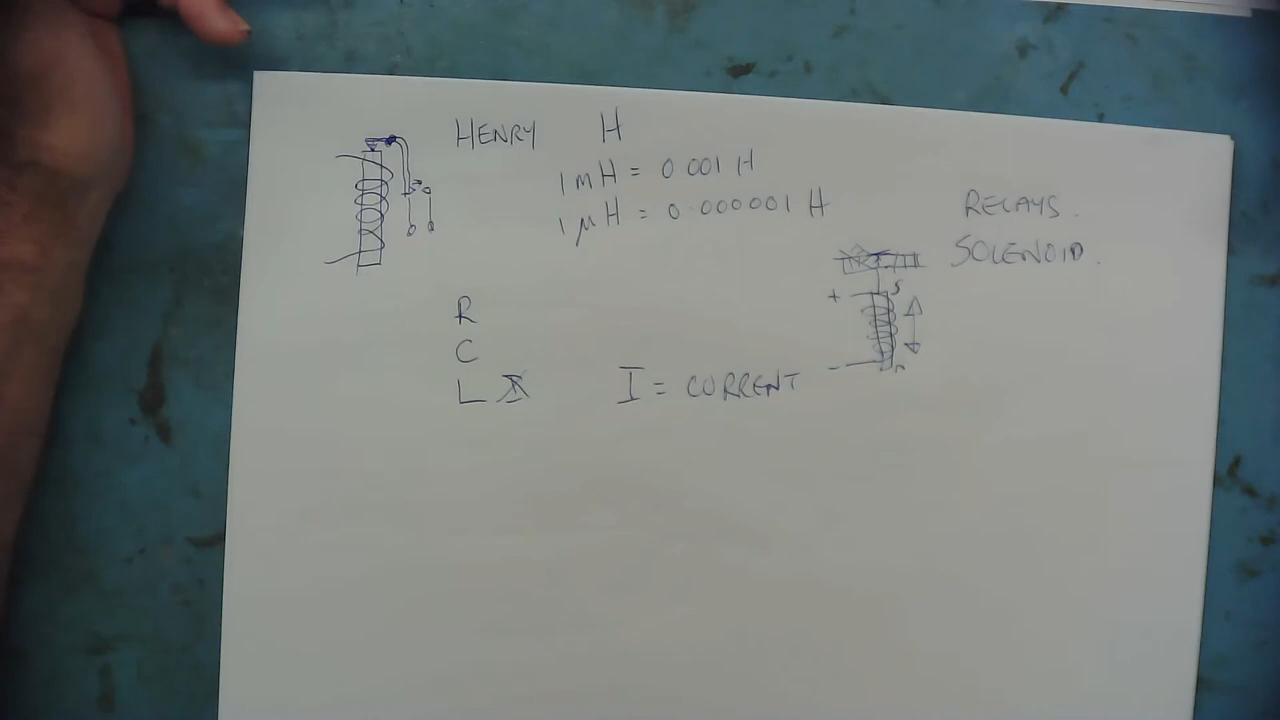 HENRY H
1 mH = 0.001 H
1 μH = 0.000001 H
RELAYS.
SOLENOID.
+ S
R
C
- n
L I = CURRENT